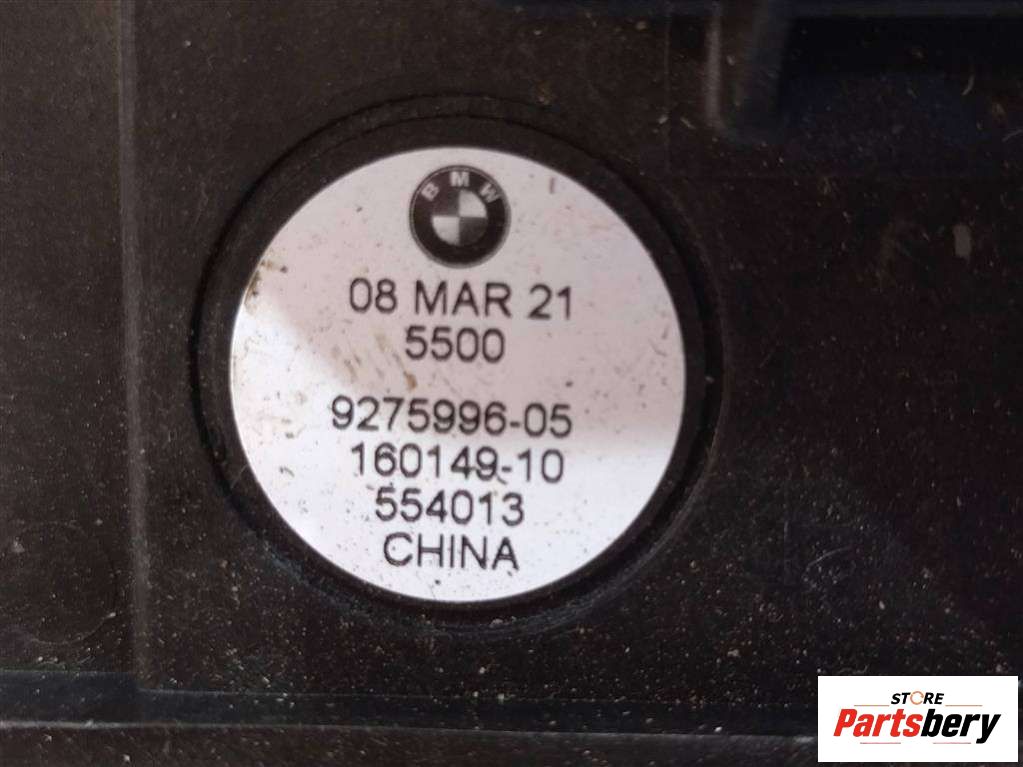 BMW
08 MAR 21
5500
9275996-05
160149-10
554013
CHINA
STORE
Partsbery